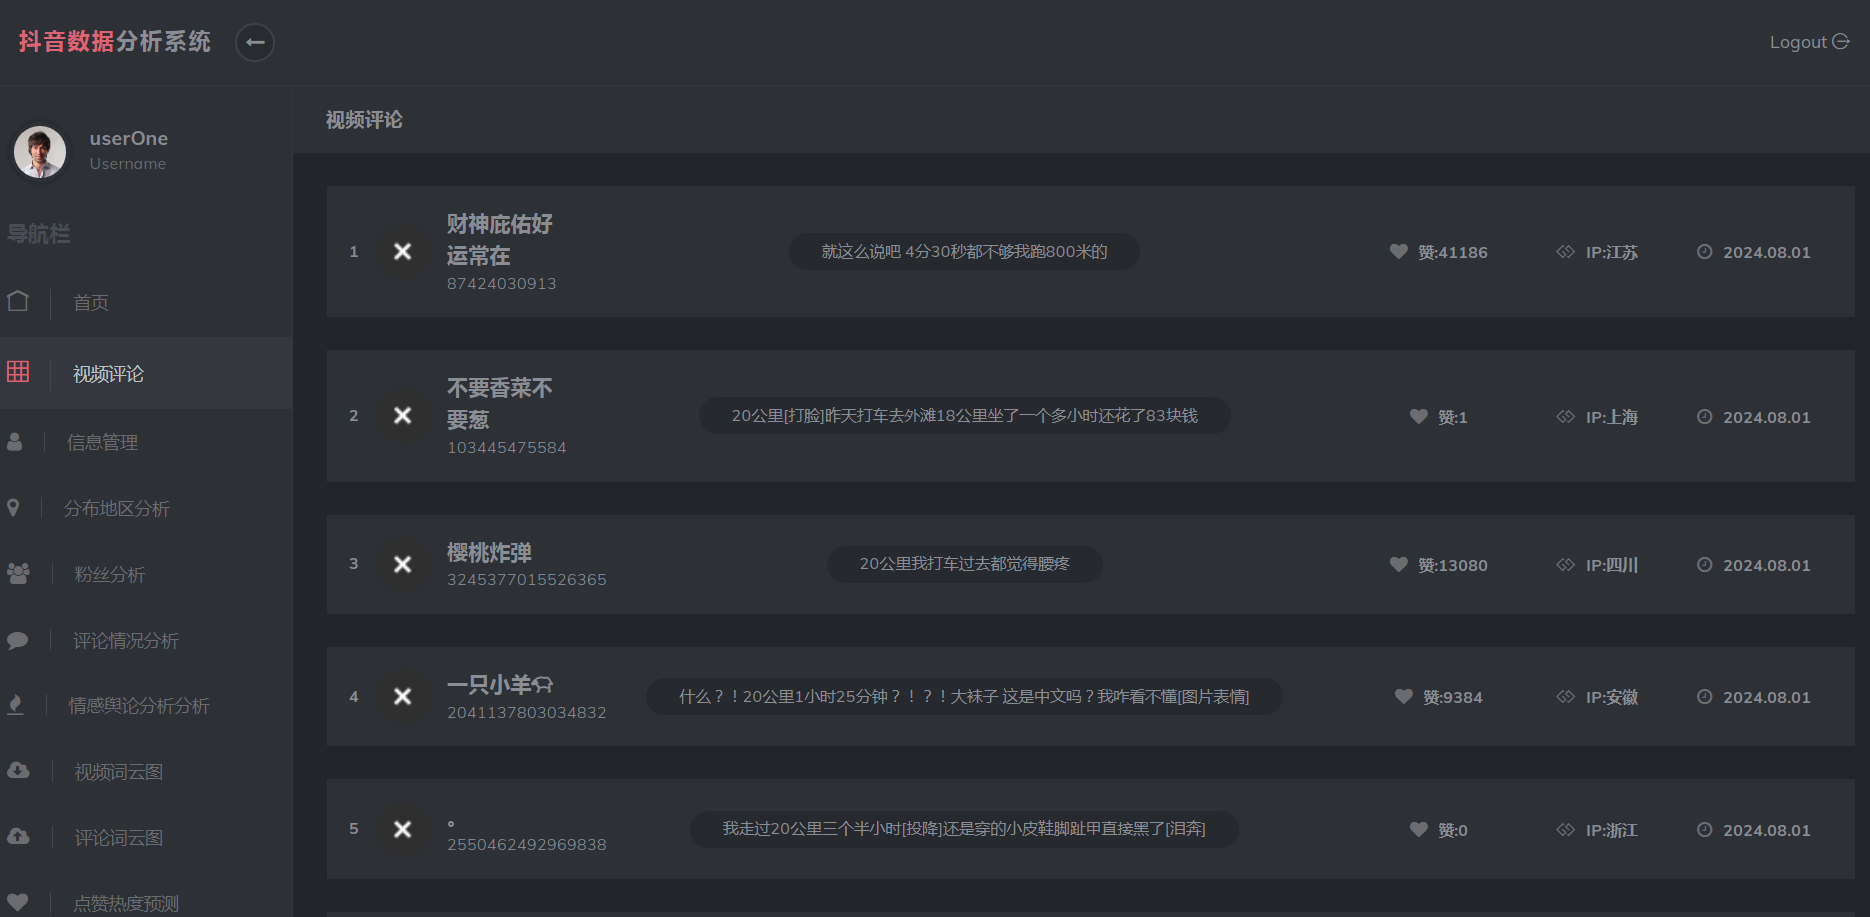 抖音数据分析系统
Logout
userOne
Username
导航栏
首页
视频评论
信息管理
分布地区分析
粉丝分析
评论情况分析
情感舆论分析分析
视频词云图
评论词云图
点赞热度预测
视频评论
1
财神庇佑好
运常在
87424030913
就这么说吧 4分30秒都不够我跑800米的
赞:41186
IP:江苏
2024.08.01
2
不要香菜不
要葱
103445475584
20公里[打脸]昨天打车去外滩18公里坐了一个多小时还花了83块钱
赞:1
IP:上海
2024.08.01
3
樱桃炸弹
3245377015526365
20公里我打车过去都觉得腰疼
赞:13080
IP:四川
2024.08.01
4
一只小羊🐑
2041137803034832
什么？！20公里1小时25分钟？！？！大袜子 这是中文吗？我咋看不懂[图片表情]
赞:9384
IP:安徽
2024.08.01
5
。
2550462492969838
我走过20公里三个半小时[投降]还是穿的小皮鞋脚趾甲直接黑了[泪奔]
赞:0
IP:浙江
2024.08.01